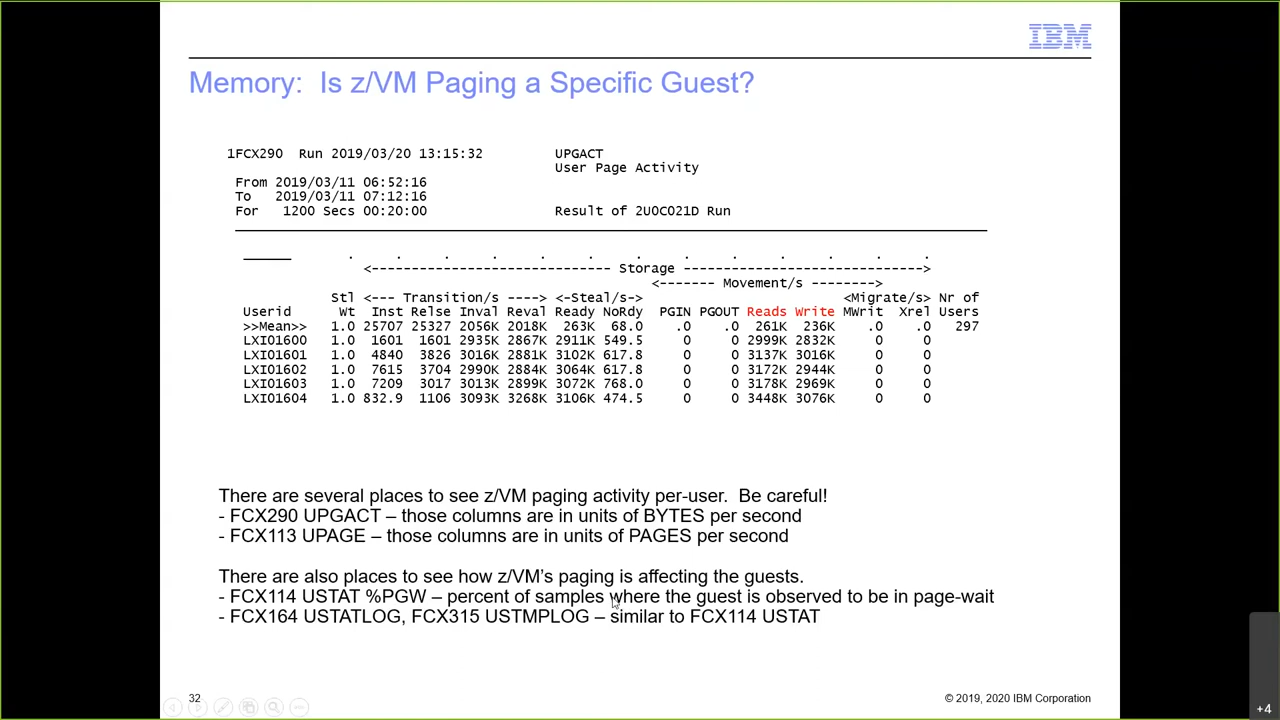 IBM
Memory: Is z/VM Paging a Specific Guest?
1FCX290 Run 2019/03/20 13:15:32 UPGACT
User Page Activity
From 2019/03/11 06:52:16
To 2019/03/11 07:12:16
For 1200 Secs 00:20:00 Result of 2U0C021D Run
______ . . . . . . . . . . . . .
<------------------------------ Storage ------------------------------>
<------- Movement/s -------->
Stl <--- Transition/s ----> <-Steal/s-> <Migrate/s> Nr of
Userid Wt Inst Relse Inval Reval Ready NoRdy PGIN PGOUT Reads Write MWrit Xrel Users
>>Mean>> 1.0 25707 25327 2056K 2018K 263K 68.0 .0 .0 261K 236K .0 .0 297
LXI01600 1.0 1601 1601 2935K 2867K 2911K 549.5 0 0 2999K 2832K 0 0
LXI01601 1.0 4840 3826 3016K 2881K 3102K 617.8 0 0 3137K 3016K 0 0
LXI01602 1.0 7615 3704 2990K 2884K 3064K 617.8 0 0 3172K 2944K 0 0
LXI01603 1.0 7209 3017 3013K 2899K 3072K 768.0 0 0 3178K 2969K 0 0
LXI01604 1.0 832.9 1106 3093K 3268K 3106K 474.5 0 0 3448K 3076K 0 0
There are several places to see z/VM paging activity per-user. Be careful!
- FCX290 UPGACT – those columns are in units of BYTES per second
- FCX113 UPAGE – those columns are in units of PAGES per second
There are also places to see how z/VM's paging is affecting the guests.
- FCX114 USTAT %PGW – percent of samples where the guest is observed to be in page-wait
- FCX164 USTATLOG, FCX315 USTMPLOG – similar to FCX114 USTAT
32
© 2019, 2020 IBM Corporation
+4